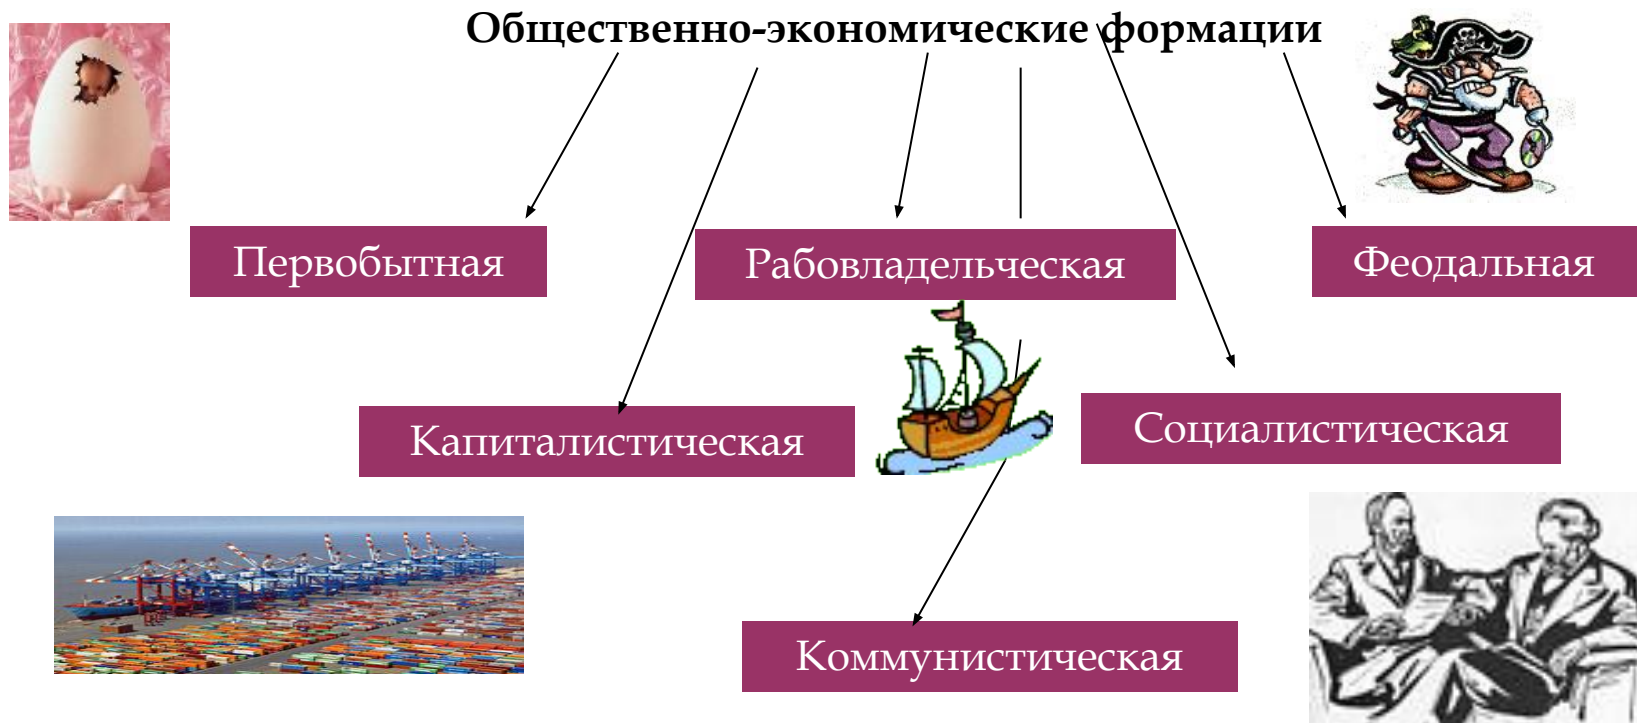 Общественно-экономические формации
Первобытная
Рабовладельческая
Феодальная
Капиталистическая
Социалистическая
Коммунистическая